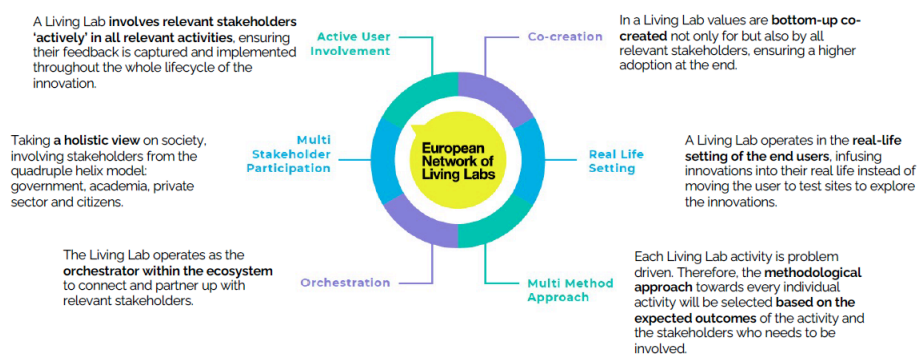 A Living Lab involves relevant stakeholders
‘actively’ in all relevant activities, ensuring
their feedback is captured and implemented
throughout the whole lifecycle of the
innovation.
Active User
Involvement
Co-creation
In a Living Lab values are bottom-up co-
created not only for but also by all
relevant stakeholders, ensuring a higher
adoption at the end.
Taking a holistic view on society,
involving stakeholders from the
quadruple helix model:
government, academia, private
sector and citizens.
Multi
Stakeholder
Participation
European
Network of
Living Labs
Real Life
Setting
A Living Lab operates in the real-life
setting of the end users, infusing
innovations into their real life instead of
moving the user to test sites to explore
the innovations.
The Living Lab operates as the
orchestrator within the ecosystem
to connect and partner up with
relevant stakeholders.
Orchestration
Multi Method
Approach
Each Living Lab activity is problem
driven. Therefore, the methodological
approach towards every individual
activity will be selected based on the
expected outcomes of the activity and
the stakeholders who needs to be
involved.